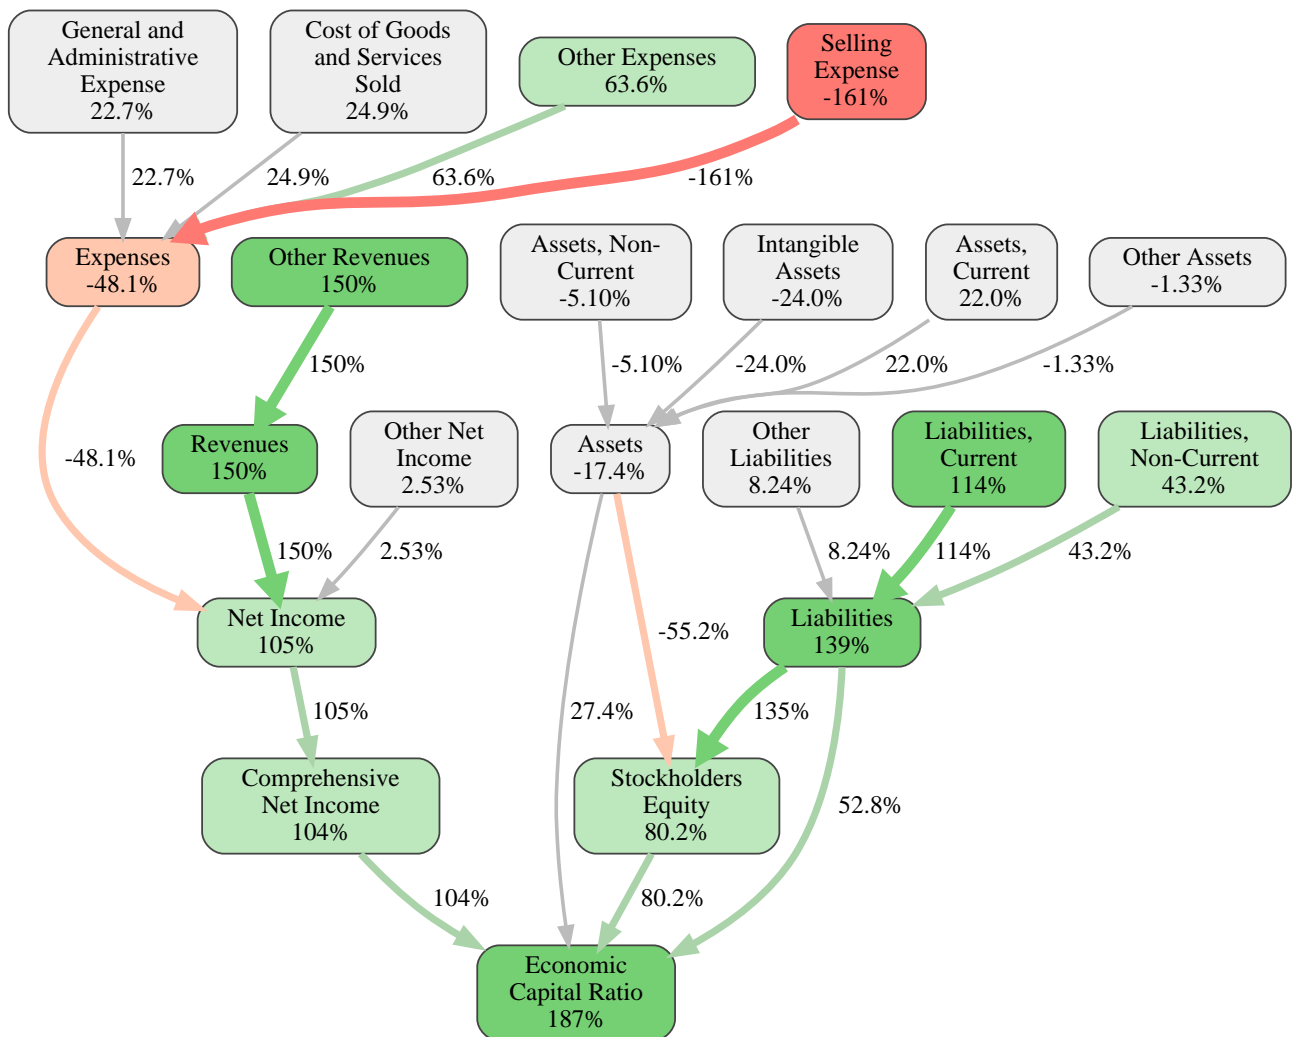 General and
Administrative
Expense
22.7%
Cost of Goods
and Services
Sold
24.9%
Other Expenses
63.6%
Selling
Expense
-161%
22.7%
24.9%
63.6%
-161%
Expenses
-48.1%
Other Revenues
150%
Assets, Non-
Current
-5.10%
Intangible
Assets
-24.0%
Assets,
Current
22.0%
Other Assets
-1.33%
150%
-5.10%
-24.0%
22.0%
-1.33%
-48.1%
Revenues
150%
Other Net
Income
2.53%
Assets
-17.4%
Other
Liabilities
8.24%
Liabilities,
Current
114%
Liabilities,
Non-Current
43.2%
150%
2.53%
8.24%
114%
43.2%
Net Income
105%
-55.2%
Liabilities
139%
105%
27.4%
135%
Comprehensive
Net Income
104%
Stockholders
Equity
80.2%
52.8%
104%
80.2%
Economic
Capital Ratio
187%